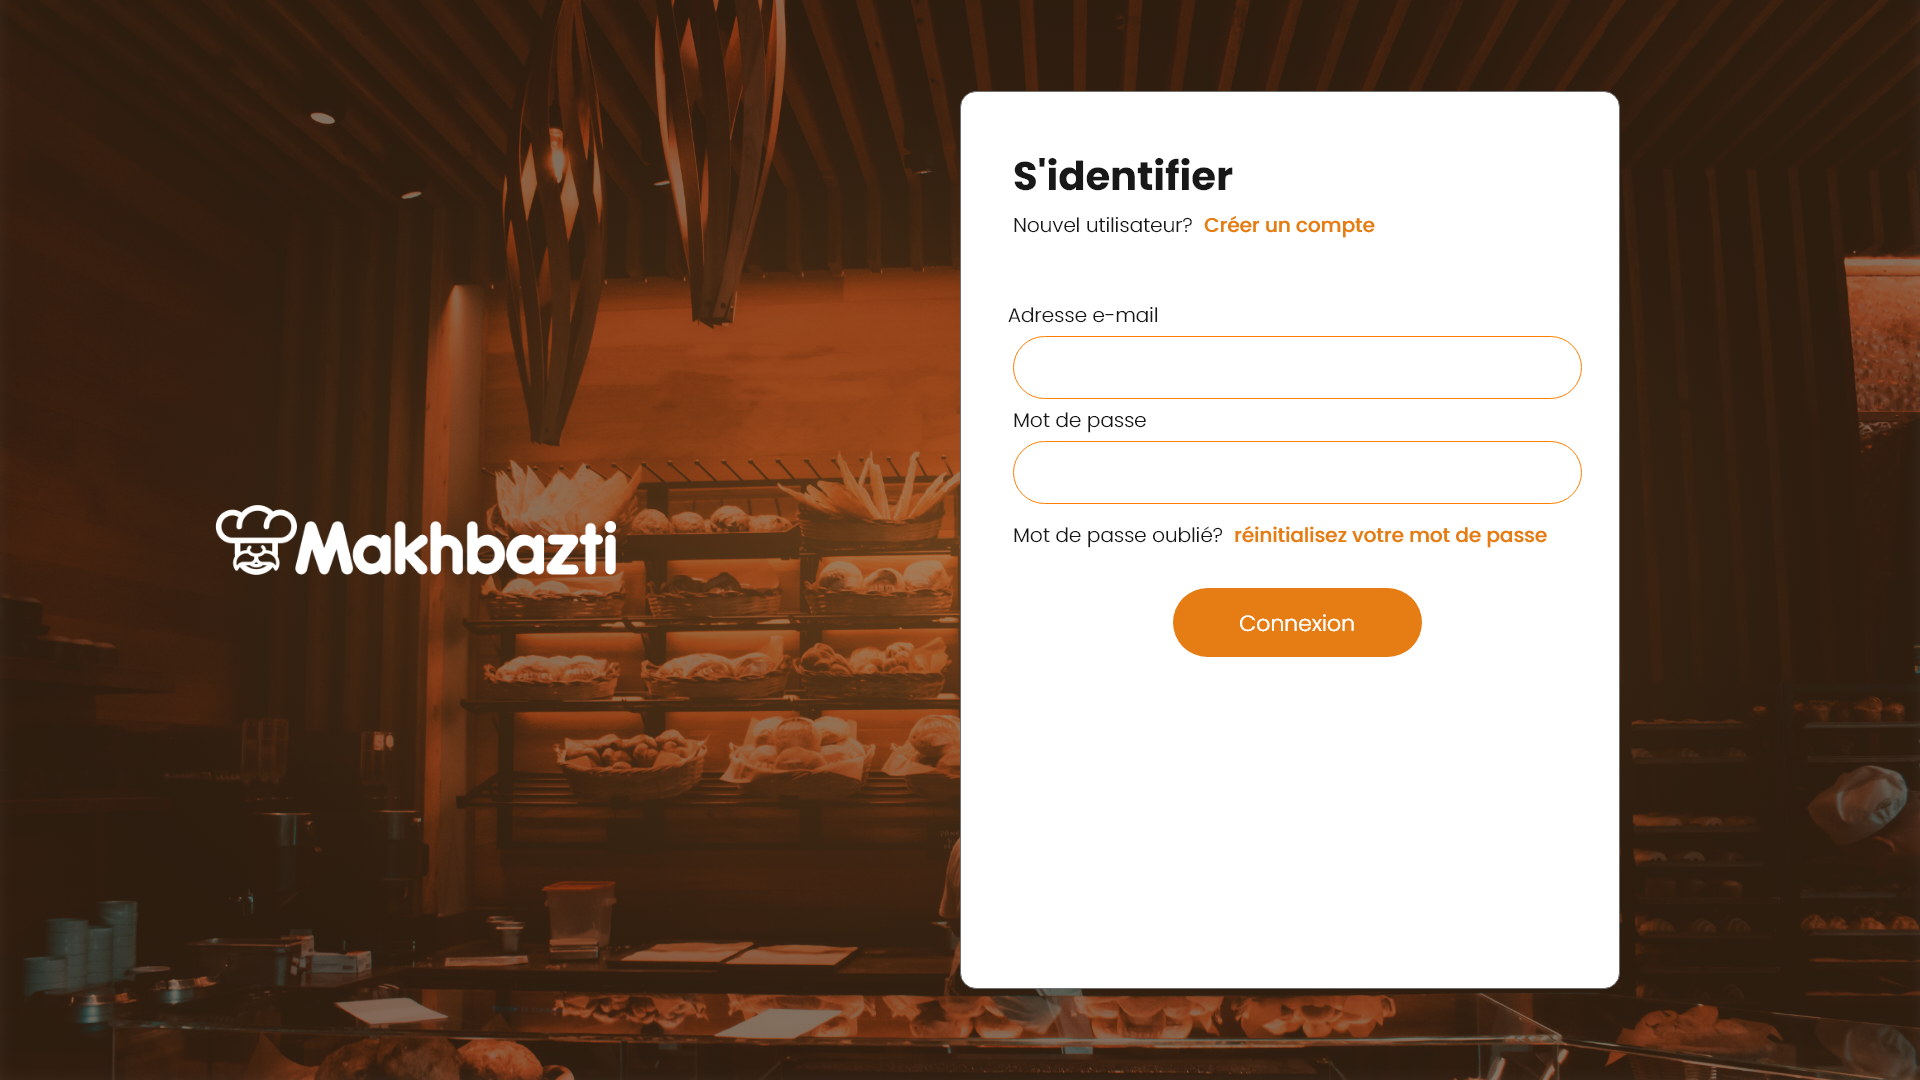 Makhbazti
S'identifier
Nouvel utilisateur? Créer un compte
Adresse e-mail
Mot de passe
Mot de passe oublié? réinitialisez votre mot de passe
Connexion